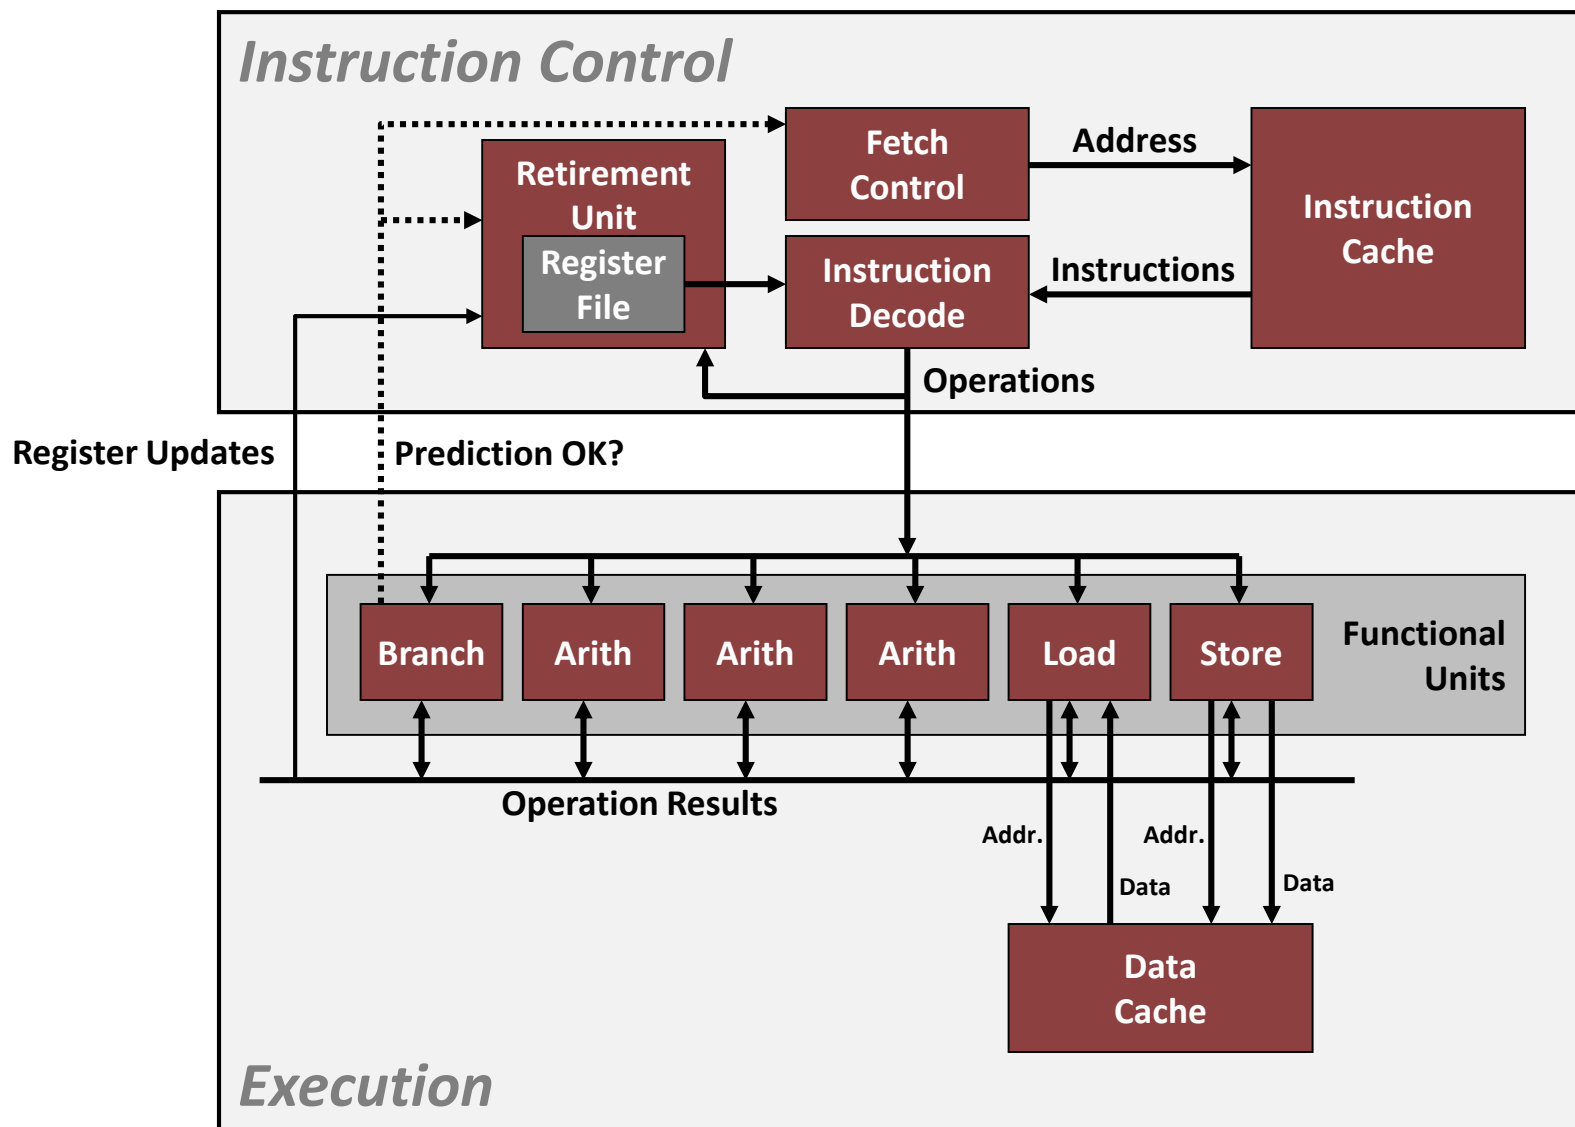 Instruction Control
Fetch
Control
Address
Instruction
Cache
Retirement
Unit
Register
File
Instruction
Decode
Instructions
Operations
Register Updates
Prediction OK?
Branch
Arith
Arith
Arith
Load
Store
Functional
Units
Operation Results
Addr.
Data
Addr.
Data
Data
Cache
Execution